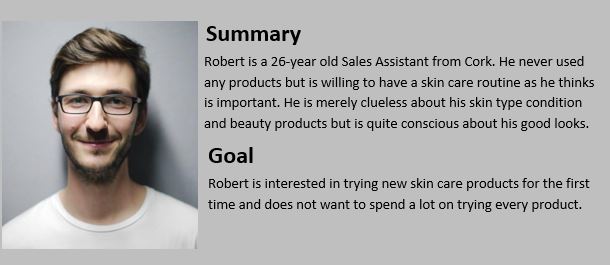 Summary
Robert is a 26-year old Sales Assistant from Cork. He never used
any products but is willing to have a skin care routine as he thinks
is important. He is merely clueless about his skin type condition
and beauty products but is quite conscious about his good looks.
Goal
Robert is interested in trying new skin care products for the first
time and does not want to spend a lot on trying every product.